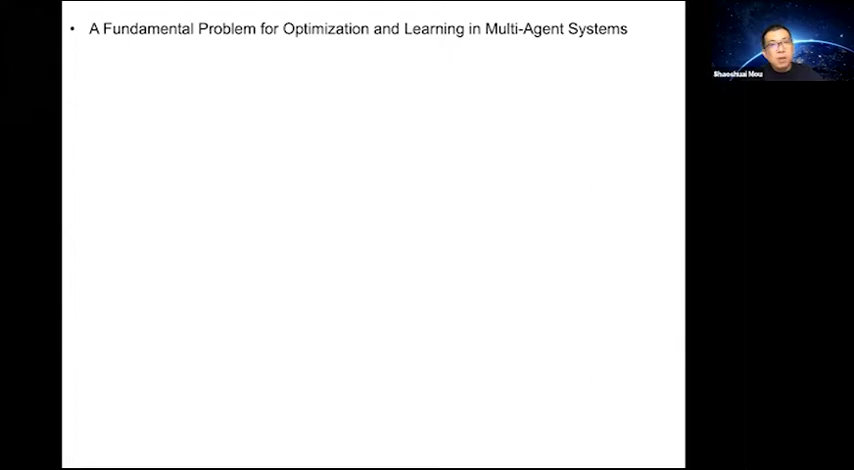 • A Fundamental Problem for Optimization and Learning in Multi-Agent Systems
Shaoshuai Mou